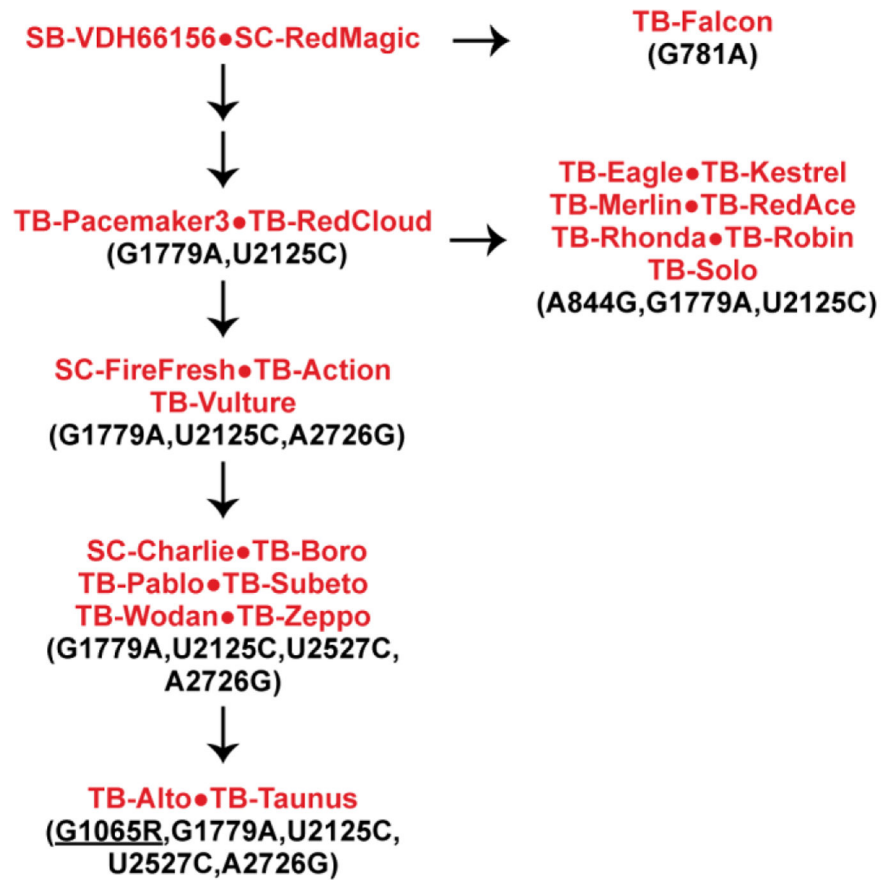 SB-VDH66156●SC-RedMagic
TB-Falcon
(G781A)
TB-Pacemaker3●TB-RedCloud
(G1779A,U2125C)
TB-Eagle●TB-Kestrel
TB-Merlin●TB-RedAce
TB-Rhonda●TB-Robin
TB-Solo
(A844G,G1779A,U2125C)
SC-FireFresh●TB-Action
TB-Vulture
(G1779A,U2125C,A2726G)
SC-Charlie●TB-Boro
TB-Pablo●TB-Subeto
TB-Wodan●TB-Zeppo
(G1779A,U2125C,U2527C,
A2726G)
TB-Alto●TB-Taunus
(G1065R,G1779A,U2125C,
U2527C,A2726G)